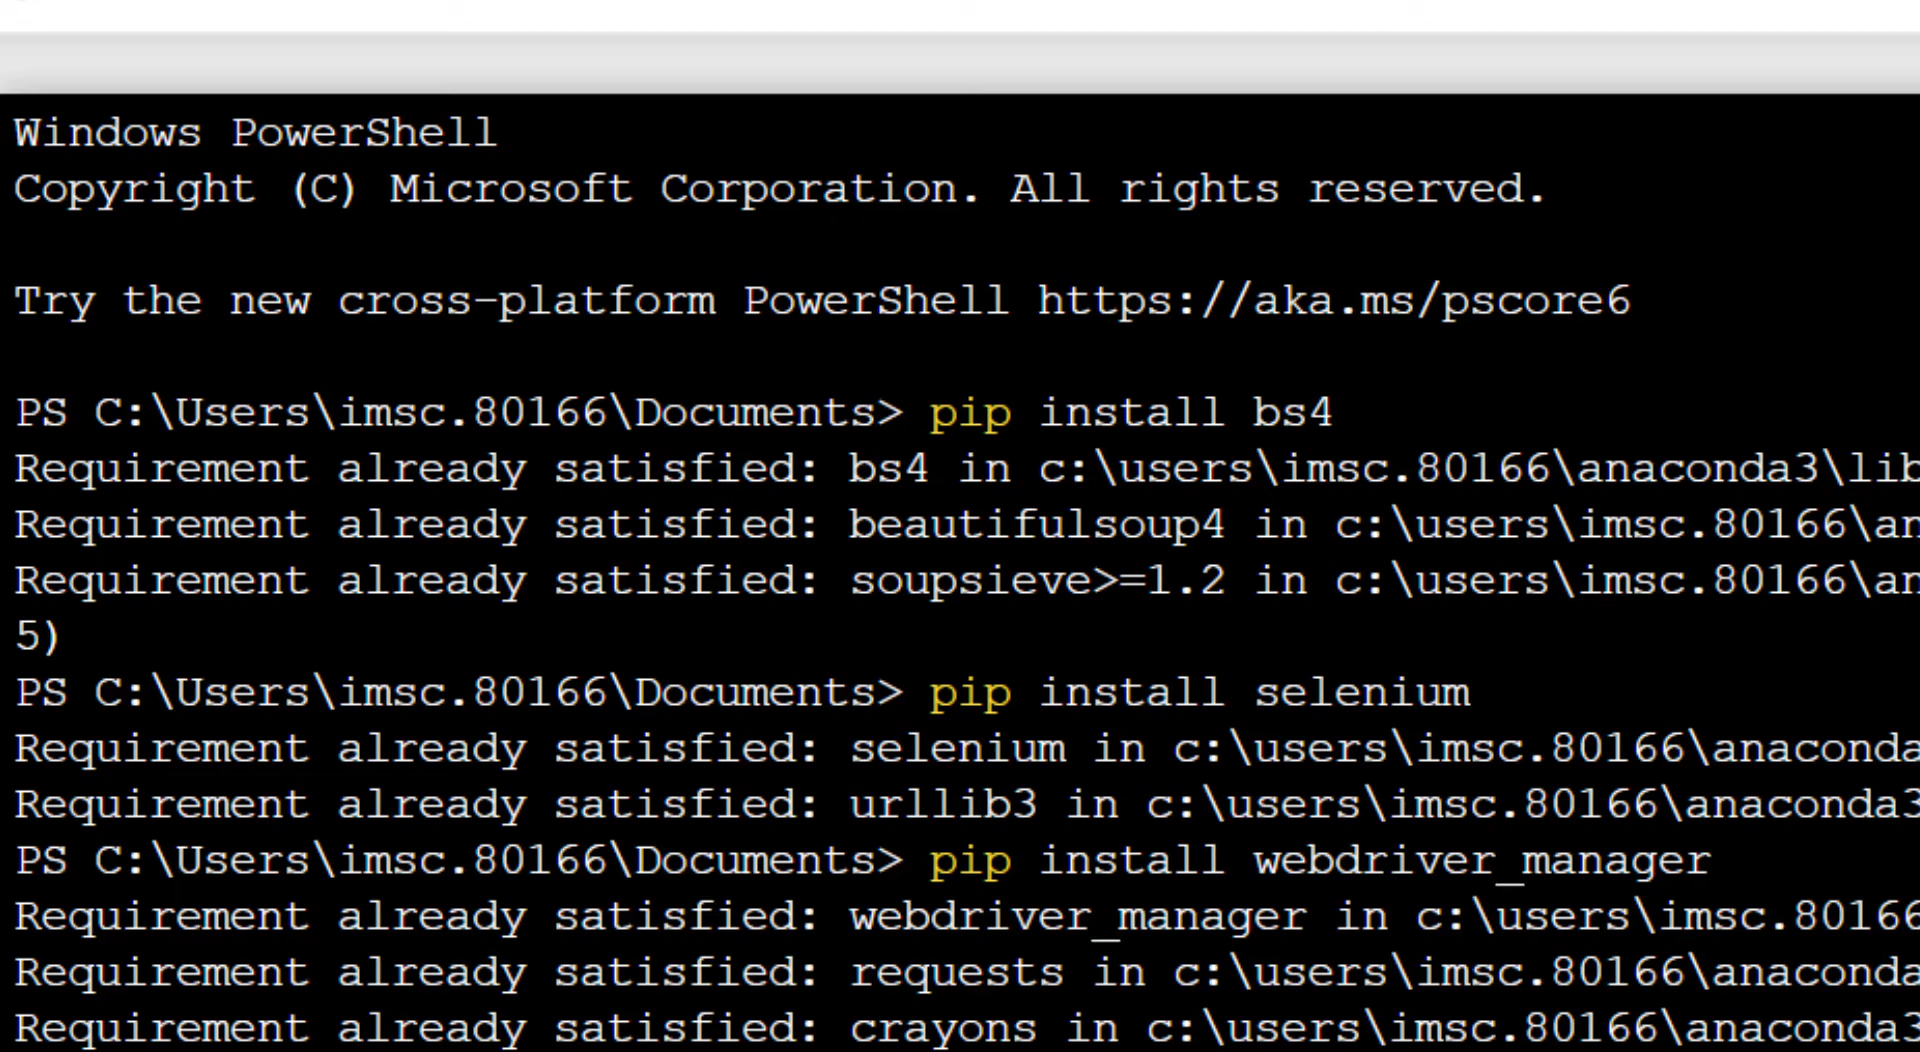 Windows PowerShell
Copyright (C) Microsoft Corporation. All rights reserved.
Try the new cross-platform PowerShell https://aka.ms/pscore6
PS C:\Users\imsc.80166\Documents> pip install bs4
Requirement already satisfied: bs4 in c:\users\imsc.80166\anaconda3\lib
Requirement already satisfied: beautifulsoup4 in c:\users\imsc.80166\an
Requirement already satisfied: soupsieve>=1.2 in c:\users\imsc.80166\an
5)
PS C:\Users\imsc.80166\Documents> pip install selenium
Requirement already satisfied: selenium in c:\users\imsc.80166\anaconda
Requirement already satisfied: urllib3 in c:\users\imsc.80166\anaconda3
PS C:\Users\imsc.80166\Documents> pip install webdriver_manager
Requirement already satisfied: webdriver_manager in c:\users\imsc.80166
Requirement already satisfied: requests in c:\users\imsc.80166\anaconda
Requirement already satisfied: crayons in c:\users\imsc.80166\anaconda3